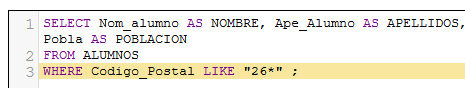 1 SELECT Nom_alumno AS NOMBRE, Ape_Alumno AS APELLIDOS,
Pobla AS POBLACION
2 FROM ALUMNOS
3 WHERE Codigo_Postal LIKE "26*" ;